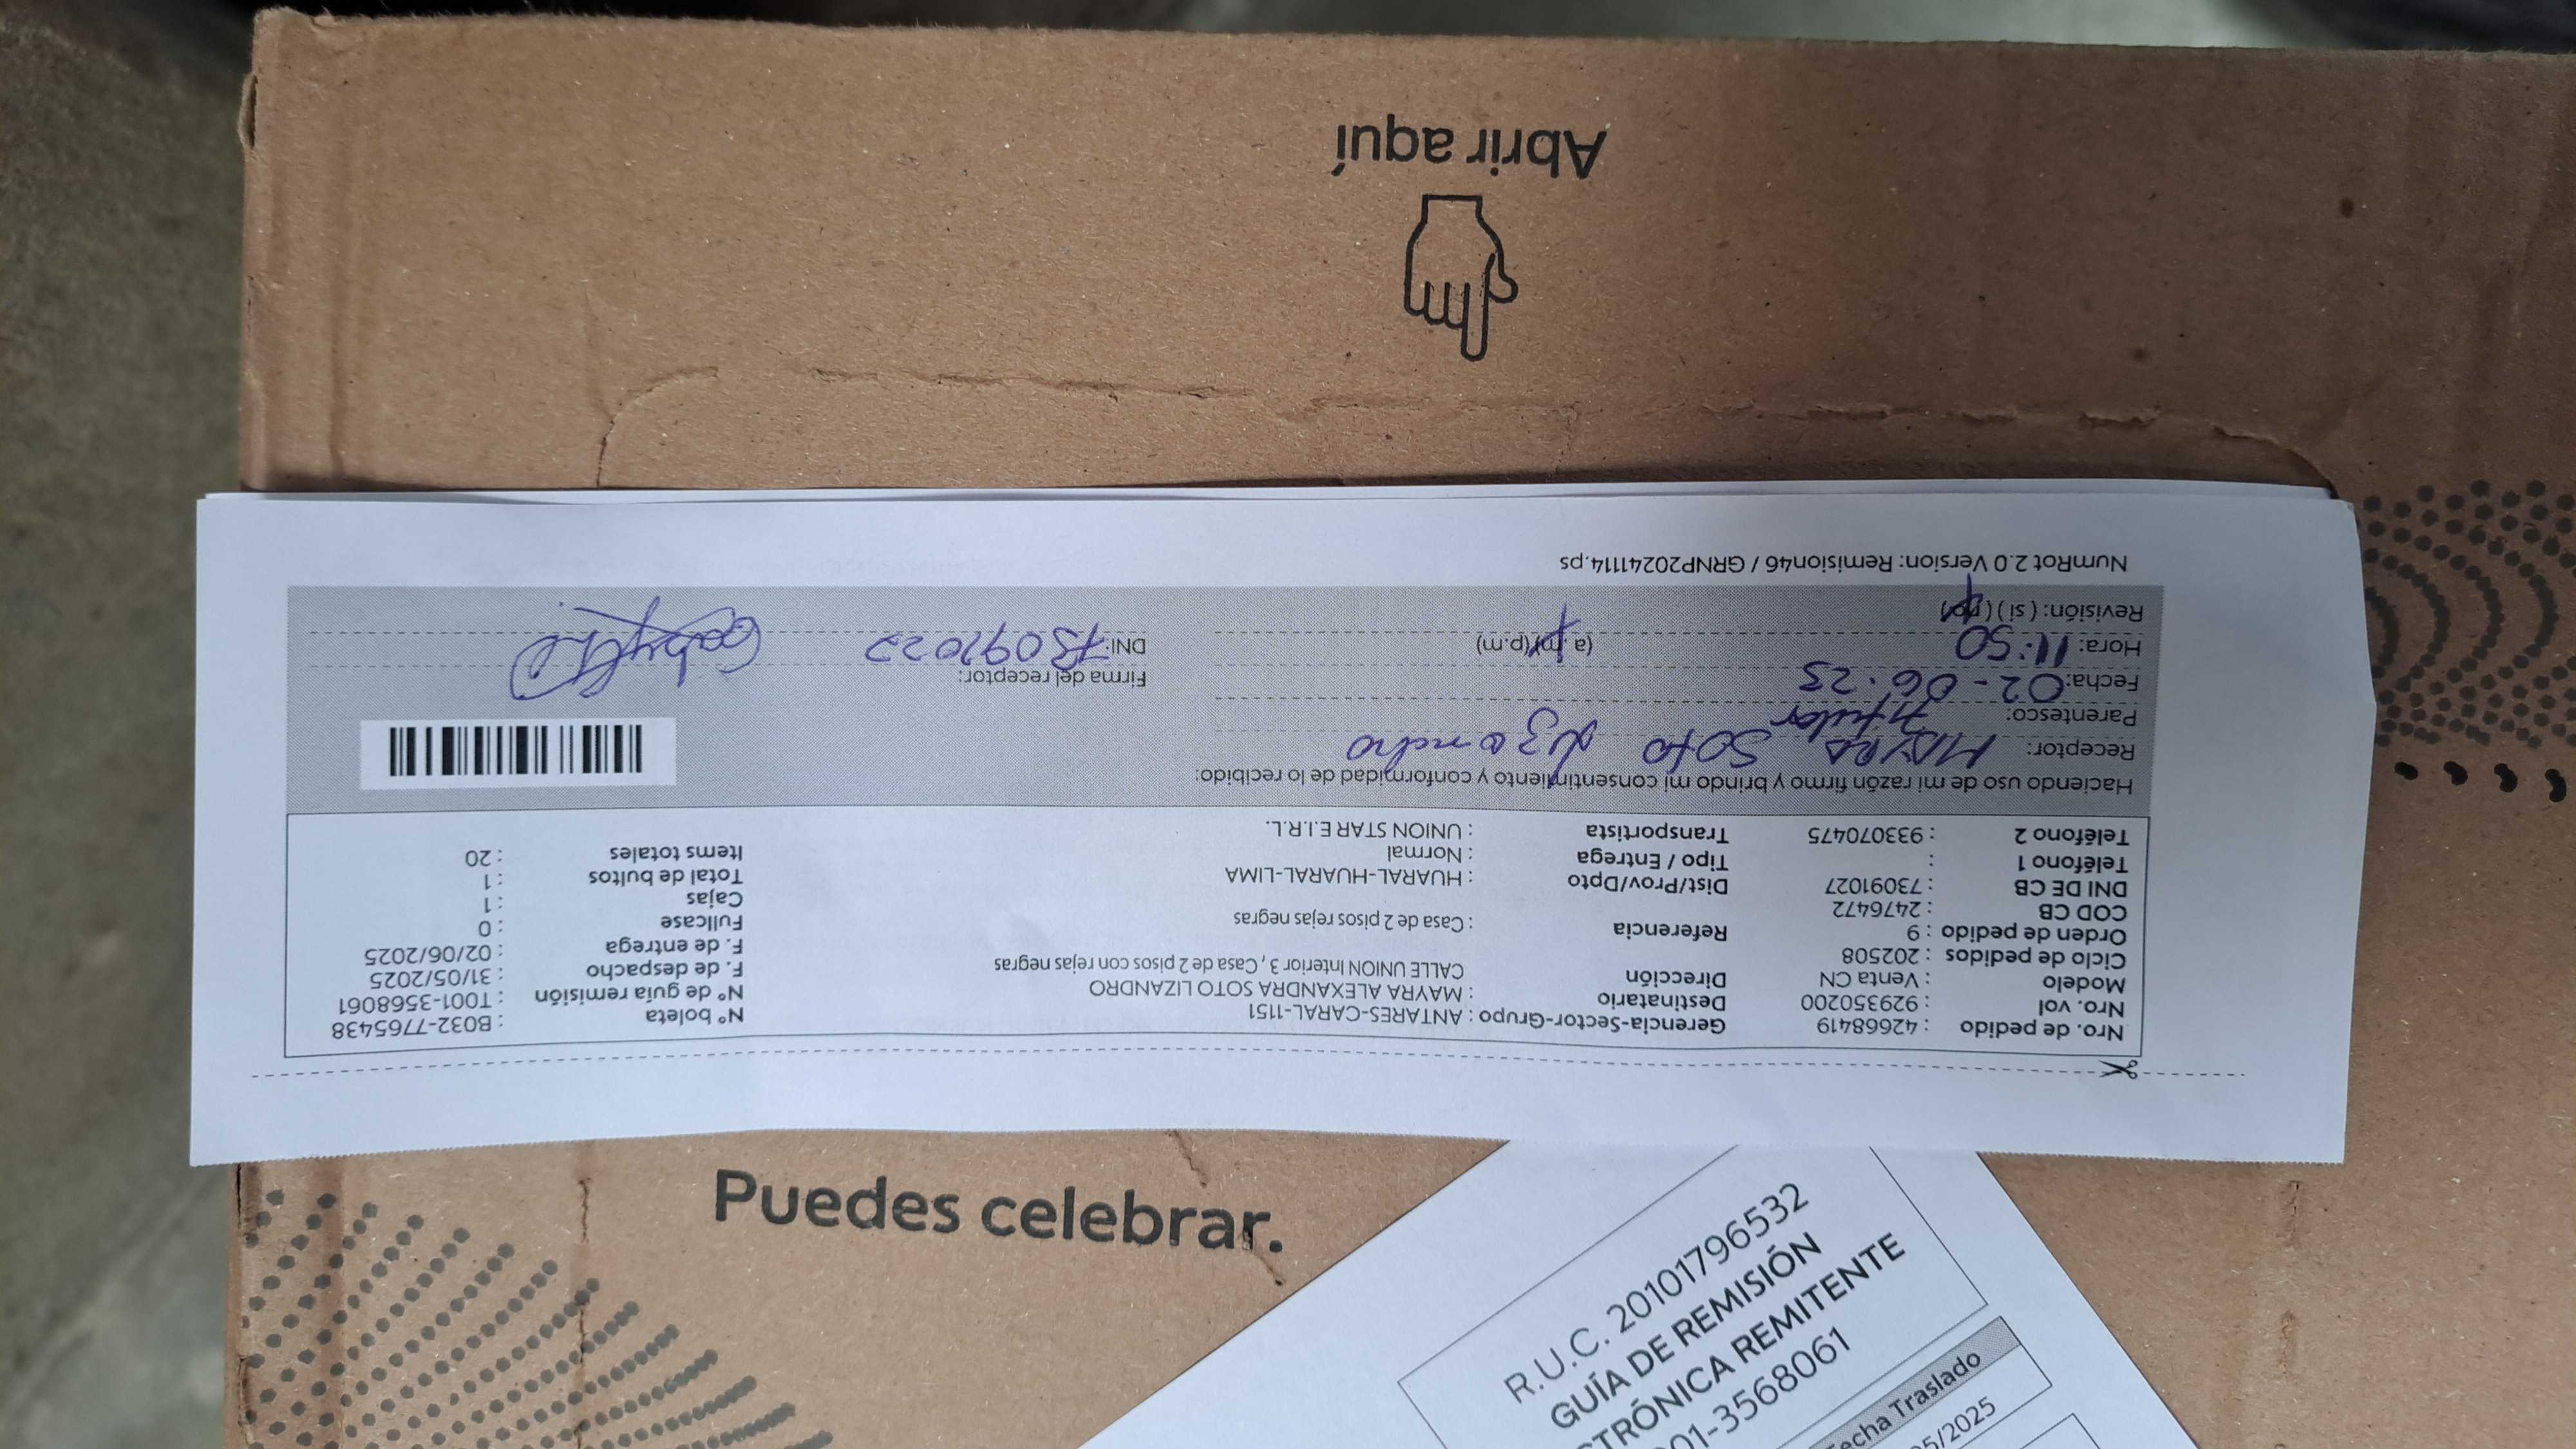 Abrir aquí
Nro. de pedido : 42668419
Nro. vol : 929350200
Modelo : Venta CN
Ciclo de pedidos : 202508
Orden de pedido : 9
COD CB : 2476472
DNI DE CB : 73091027
Teléfono 1 :
Teléfono 2 : 933070475
Gerencia-Sector-Grupo : ANTARES-CARAL-1151
Destinatario : MAYRA ALEXANDRA SOTO LIZANDRO
Dirección CALLE UNION Interior 3 , Casa de 2 pisos con rejas negras
Referencia : Casa de 2 pisos rejas negras
Dist/Prov/Dpto : HUARAL-HUARAL-LIMA
Tipo / Entrega : Normal
Transportista : UNION STAR E.I.R.L.
N° boleta : B032-7765438
N° de guía remisión : T001-3568061
F. de despacho : 31/05/2025
F. de entrega : 02/06/2025
Fullcase : 0
Cajas : 1
Total de bultos : 1
Items totales : 20
Haciendo uso de mi razón firmo y brindo mi consentimiento y conformidad de lo recibido:
Receptor: MAYRA Soto
Parentesco: Titular
Fecha: 02-06-25
Hora: 11:50 (a.m)(p.m)
Revisión: ( si ) ( no )
Firma del receptor:
DNI:
NumRot 2.0 Version: Remision46 / GRNP20241114.ps
Puedes celebrar.
R.U.C. 20101796532
GUÍA DE REMISIÓN
CTRÓNICA REMITENTE
001-3568061
Fecha Traslado
05/2025